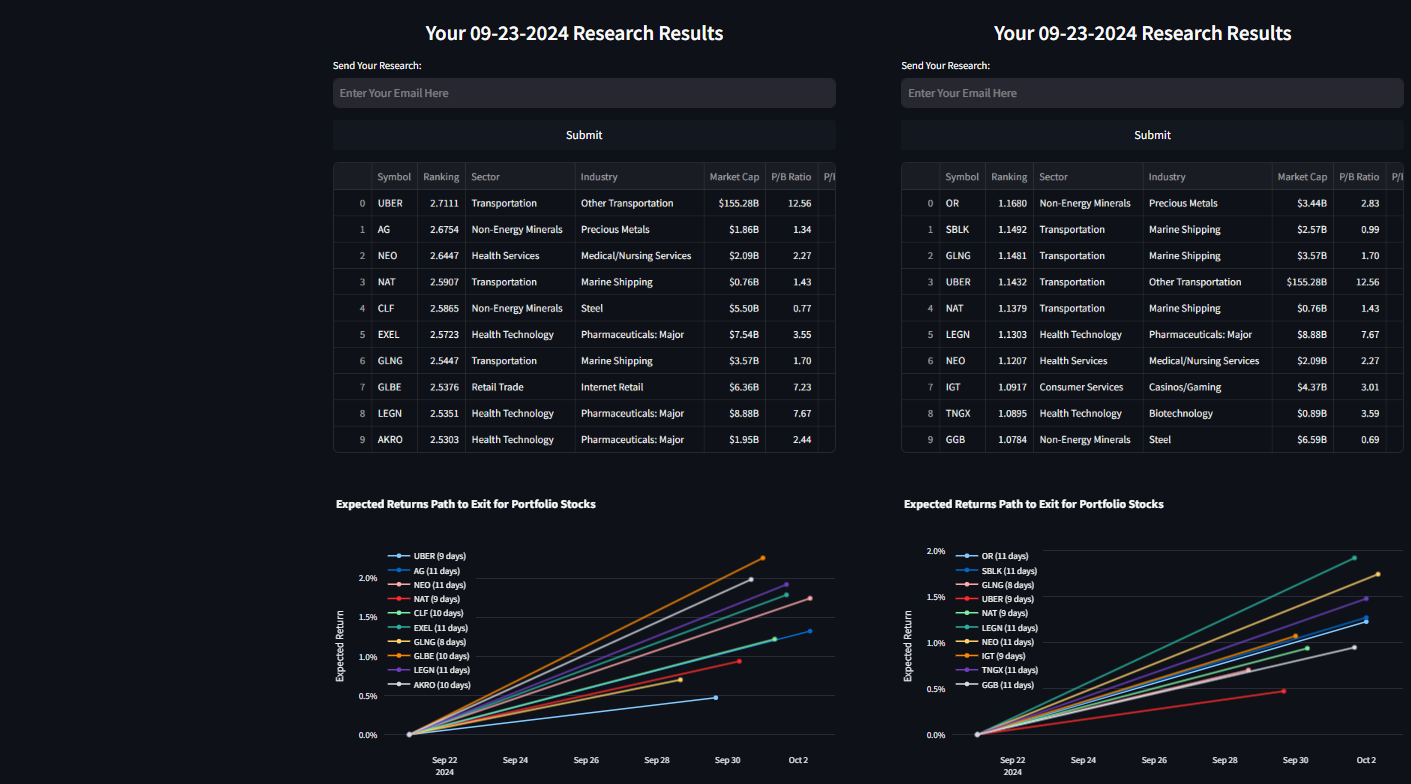 Your 09-23-2024 Research Results
Send Your Research:
Enter Your Email Here
Submit
Symbol Ranking Sector Industry Market Cap P/B Ratio P/
0 UBER 2.7111 Transportation Other Transportation $155.28B 12.56
1 AG 2.6754 Non-Energy Minerals Precious Metals $1.86B 1.34
2 NEO 2.6447 Health Services Medical/Nursing Services $2.09B 2.27
3 NAT 2.5907 Transportation Marine Shipping $0.76B 1.43
4 CLF 2.5865 Non-Energy Minerals Steel $5.50B 0.77
5 EXEL 2.5723 Health Technology Pharmaceuticals: Major $7.54B 3.55
6 GLNG 2.5447 Transportation Marine Shipping $3.57B 1.70
7 GLBE 2.5376 Retail Trade Internet Retail $6.36B 7.23
8 LEGN 2.5351 Health Technology Pharmaceuticals: Major $8.88B 7.67
9 AKRO 2.5303 Health Technology Pharmaceuticals: Major $1.95B 2.44
Expected Returns Path to Exit for Portfolio Stocks
UBER (9 days)
AG (11 days)
NEO (11 days)
NAT (9 days)
CLF (10 days)
EXEL (11 days)
GLNG (8 days)
GLBE (10 days)
LEGN (11 days)
AKRO (10 days)
Expected Return
2.0%
1.5%
1.0%
0.5%
0.0%
Sep 22 Sep 24 Sep 26 Sep 28 Sep 30 Oct 2
2024
Your 09-23-2024 Research Results
Send Your Research:
Enter Your Email Here
Submit
Symbol Ranking Sector Industry Market Cap P/B Ratio P/
0 OR 1.1680 Non-Energy Minerals Precious Metals $3.44B 2.83
1 SBLK 1.1492 Transportation Marine Shipping $2.57B 0.99
2 GLNG 1.1481 Transportation Marine Shipping $3.57B 1.70
3 UBER 1.1432 Transportation Other Transportation $155.28B 12.56
4 NAT 1.1379 Transportation Marine Shipping $0.76B 1.43
5 LEGN 1.1303 Health Technology Pharmaceuticals: Major $8.88B 7.67
6 NEO 1.1207 Health Services Medical/Nursing Services $2.09B 2.27
7 IGT 1.0917 Consumer Services Casinos/Gaming $4.37B 3.01
8 TNGX 1.0895 Health Technology Biotechnology $0.89B 3.59
9 GGB 1.0784 Non-Energy Minerals Steel $6.59B 0.69
Expected Returns Path to Exit for Portfolio Stocks
OR (11 days)
SBLK (11 days)
GLNG (8 days)
UBER (9 days)
NAT (9 days)
LEGN (11 days)
NEO (11 days)
IGT (9 days)
TNGX (11 days)
GGB (11 days)
Expected Return
2.0%
1.5%
1.0%
0.5%
0.0%
Sep 22 Sep 24 Sep 26 Sep 28 Sep 30 Oct 2
2024